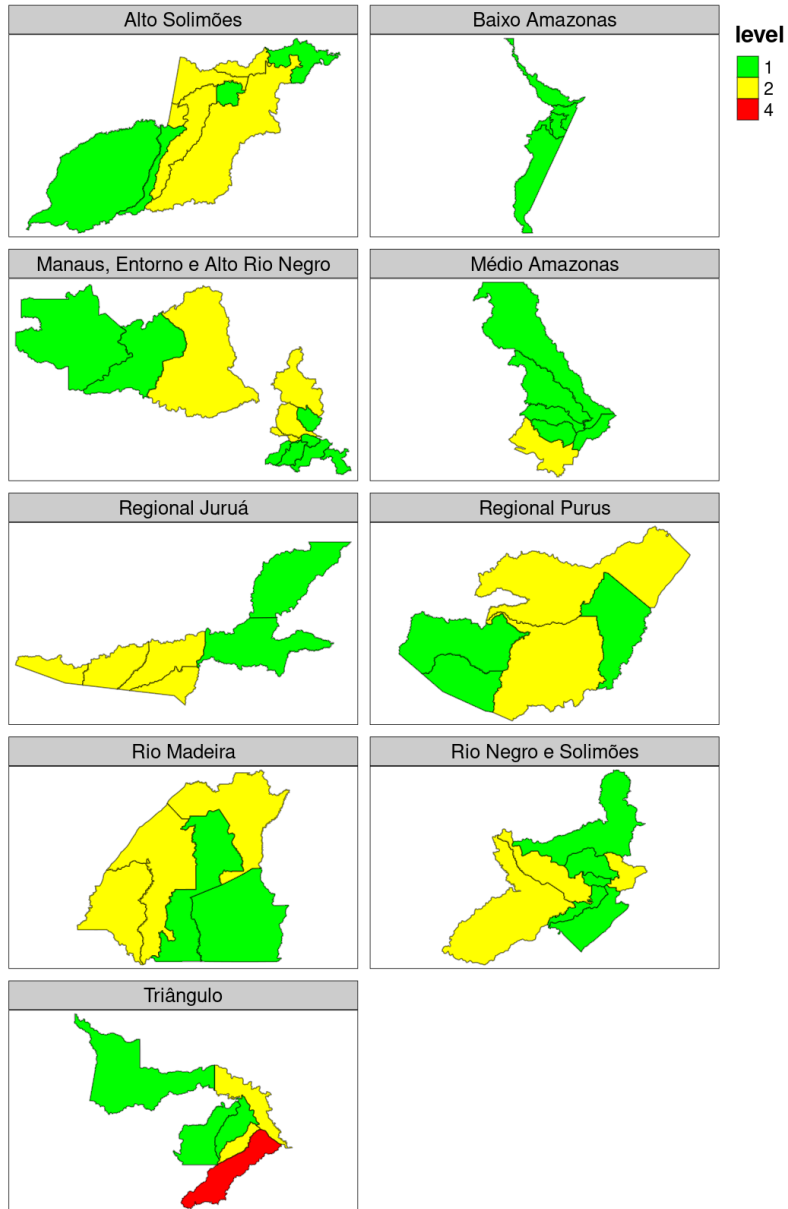 Alto Solimões
Baixo Amazonas
level
1
2
4
Manaus, Entorno e Alto Rio Negro
Médio Amazonas
Regional Juruá
Regional Purus
Rio Madeira
Rio Negro e Solimões
Triângulo